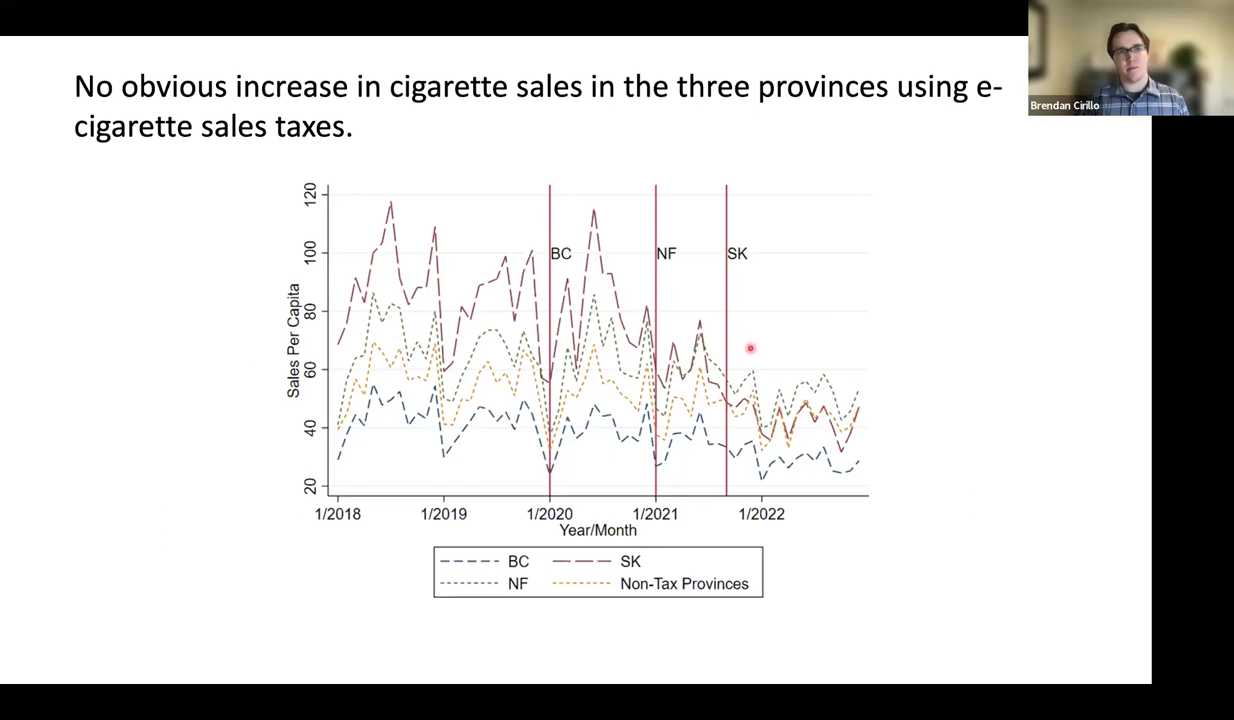 No obvious increase in cigarette sales in the three provinces using e-
cigarette sales taxes.
Brendan Cirillo
120
100
80
60
40
20
Sales Per Capita
BC
NF
SK
1/2018
1/2019
1/2020
1/2021
1/2022
Year/Month
BC
SK
NF
Non-Tax Provinces